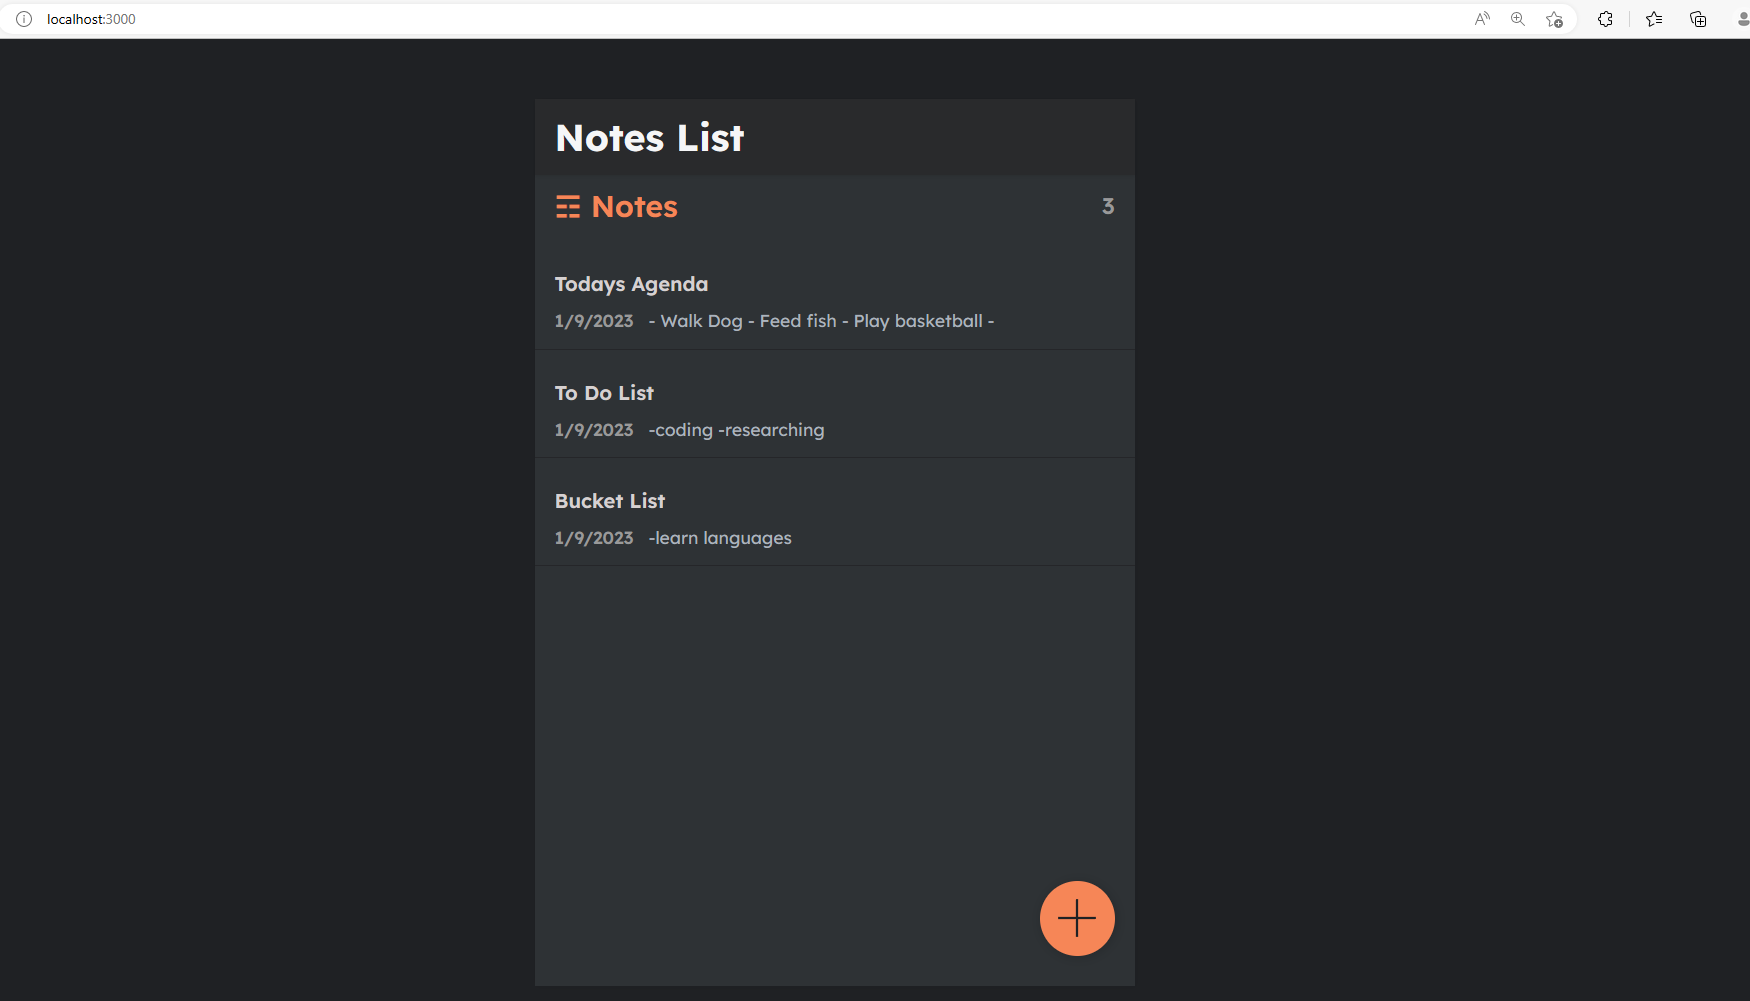 localhost:3000
Notes List
☶ Notes 3
Todays Agenda
1/9/2023 - Walk Dog - Feed fish - Play basketball -
To Do List
1/9/2023 -coding -researching
Bucket List
1/9/2023 -learn languages